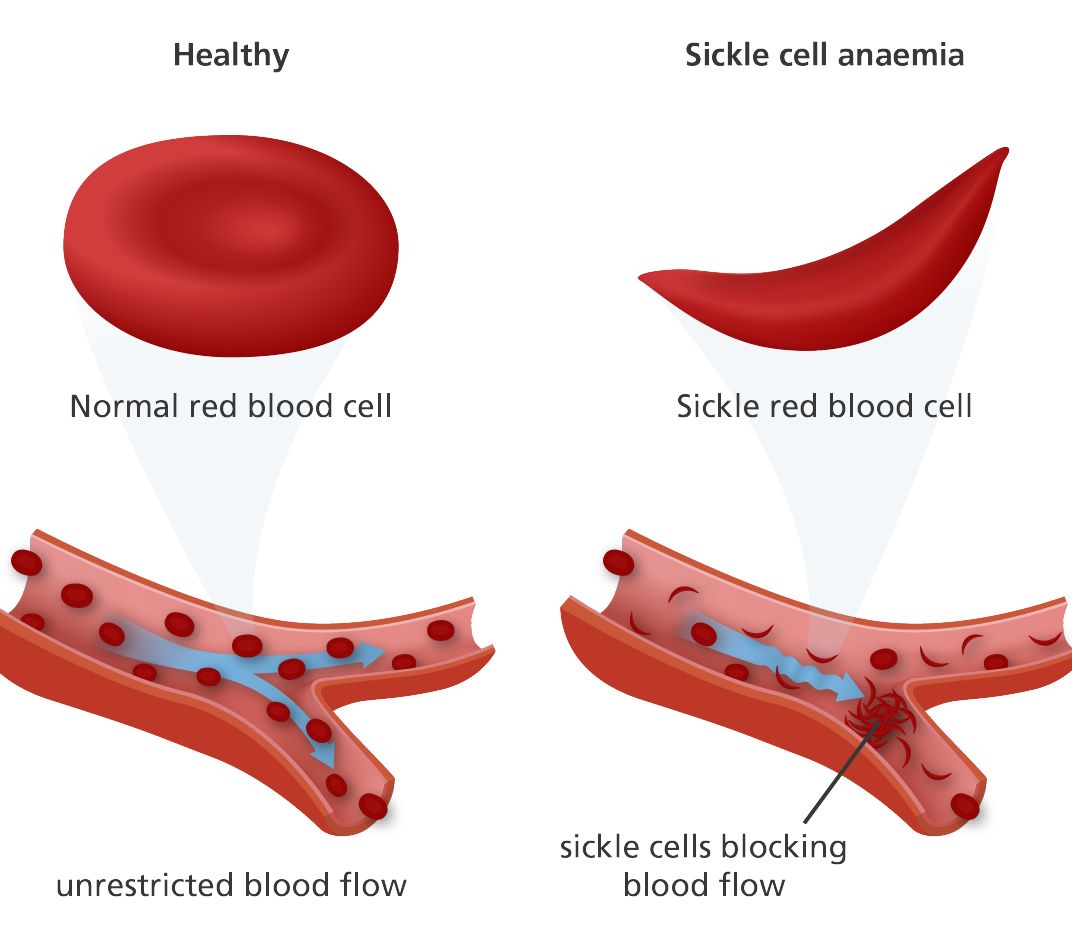 Healthy
Sickle cell anaemia
Normal red blood cell
Sickle red blood cell
unrestricted blood flow
sickle cells blocking
blood flow